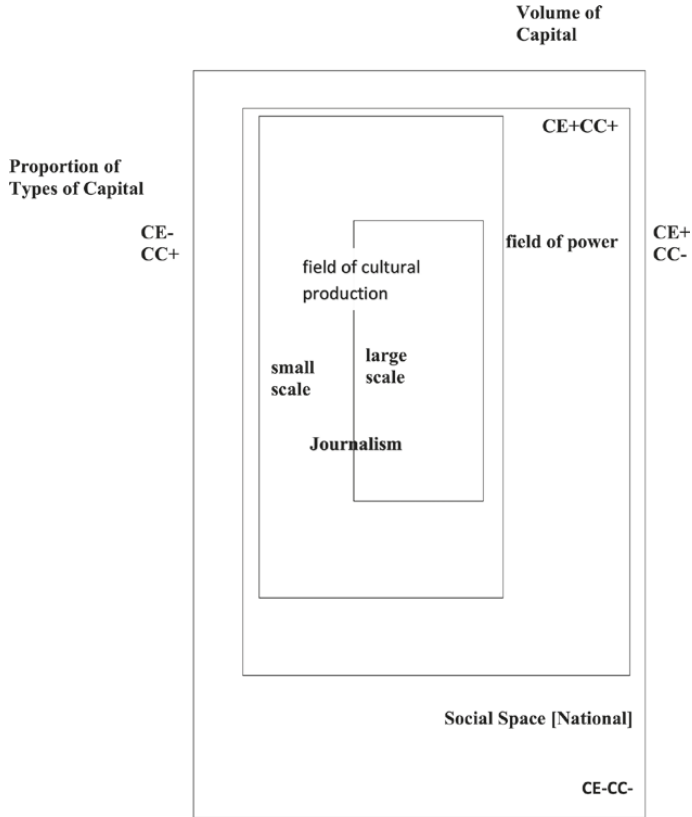 Volume of
Capital
CE+CC+
Proportion of
Types of Capital
CE-
CC+
field of power
CE+
CC-
field of cultural
production
small
scale
large
scale
Journalism
Social Space [National]
CE-CC-